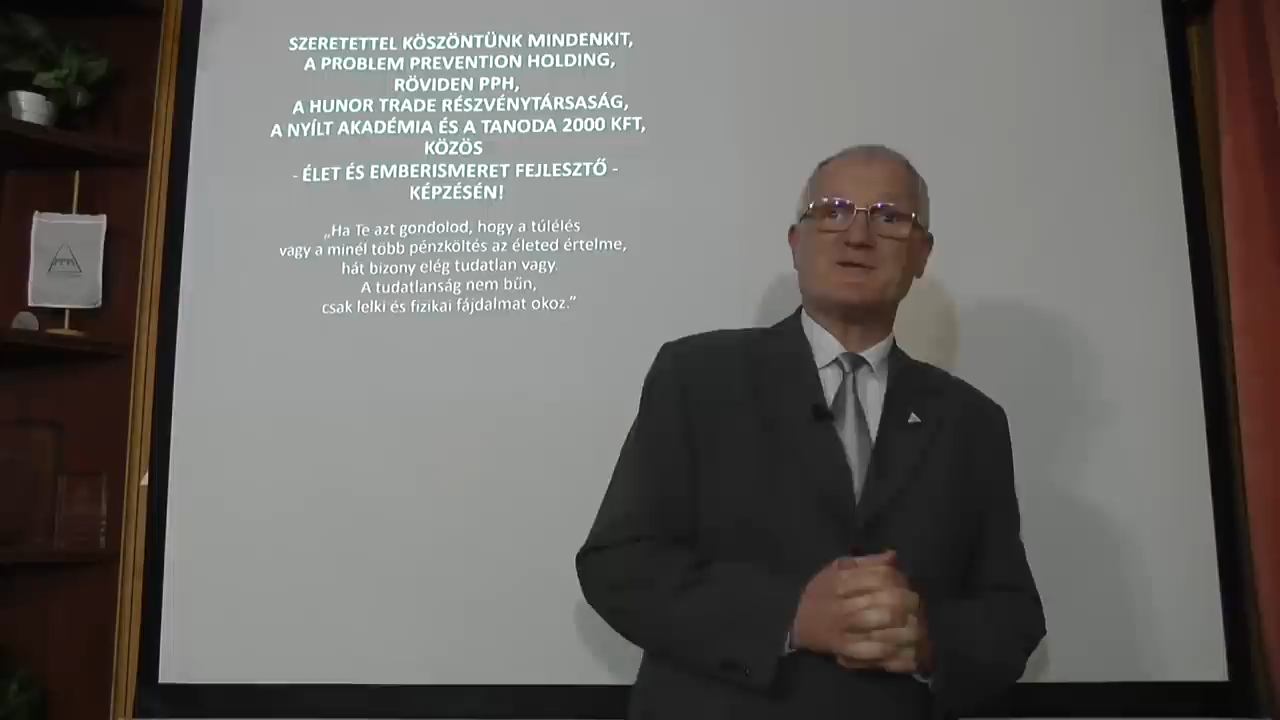 SZERETETTEL KÖSZÖNTÜNK MINDENKIT,
A PROBLEM PREVENTION HOLDING,
RÖVIDEN PPH,
A HUNOR TRADE RÉSZVÉNYTÁRSASÁG,
A NYÍLT AKADÉMIA ÉS A TANODA 2000 KFT,
KÖZÖS
- ÉLET ÉS EMBERISMERET FEJLESZTŐ -
KÉPZÉSÉN!
„Ha Te azt gondolod, hogy a túlélés
vagy a minél több pénzköltés az életed értelme,
hát bizony elég tudatlan vagy.
A tudatlanság nem bűn,
csak lelki és fizikai fájdalmat okoz.”